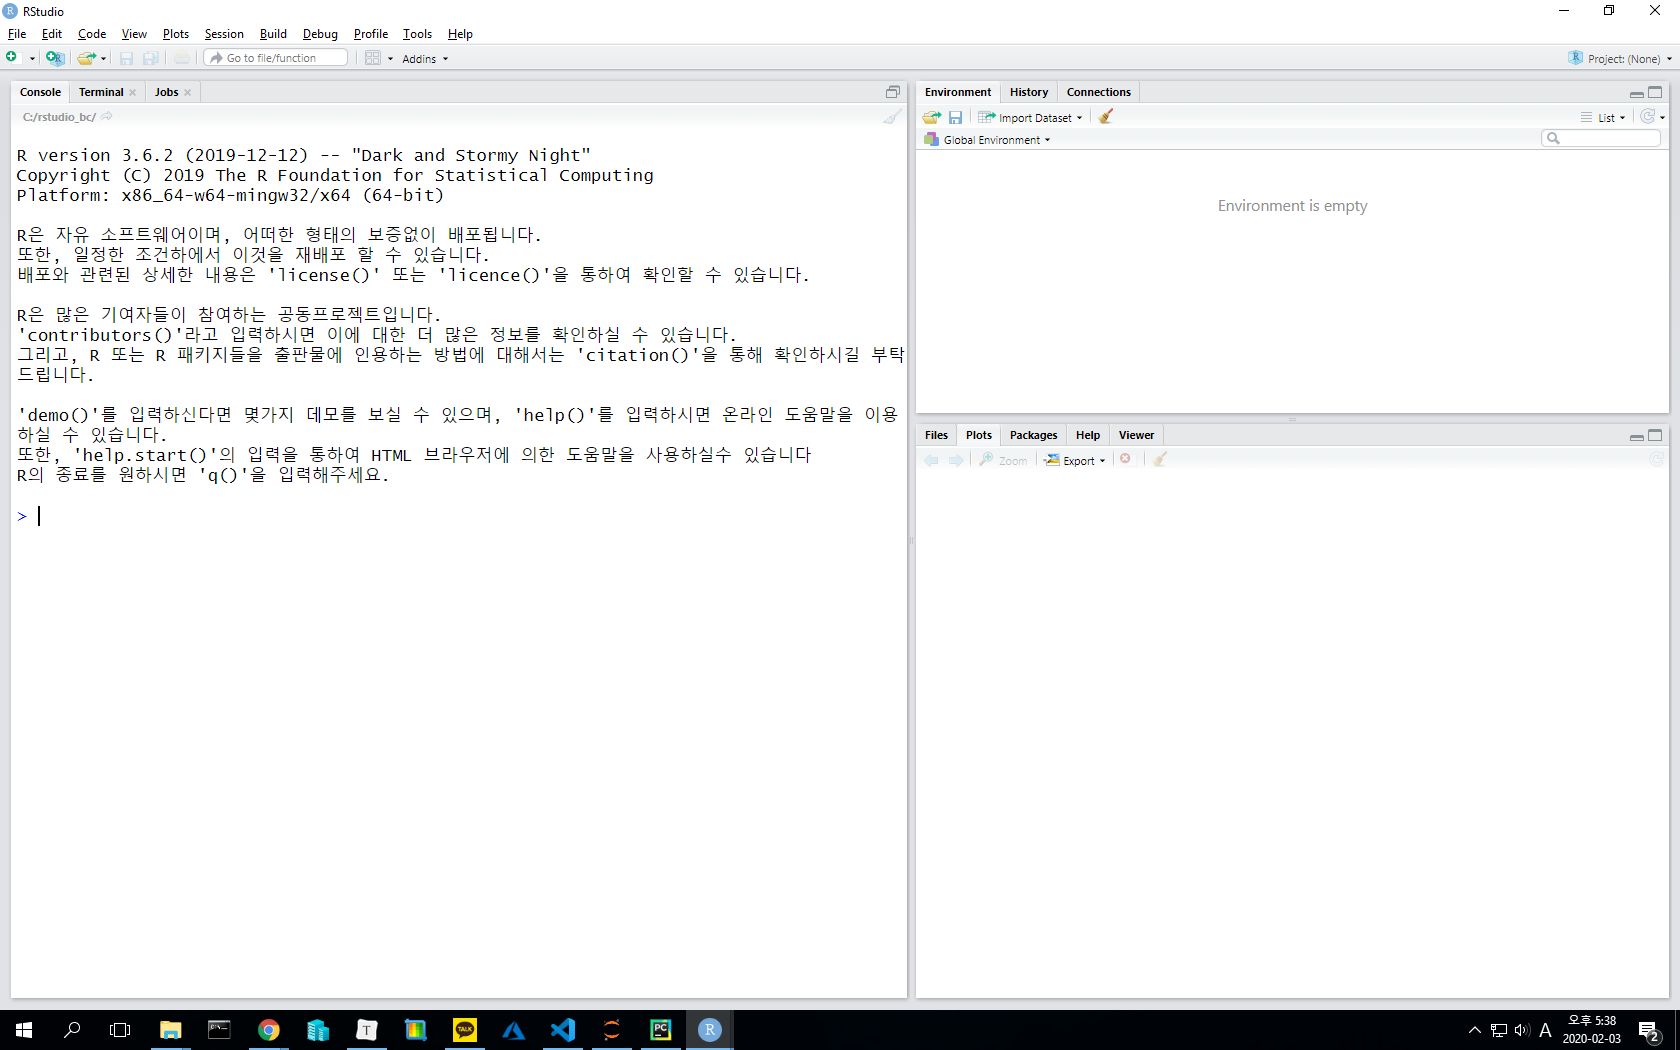 RStudio
File Edit Code View Plots Session Build Debug Profile Tools Help
Go to file/function Addins Project: (None)
Console Terminal Jobs
C:/rstudio_bc/
R version 3.6.2 (2019-12-12) -- "Dark and Stormy Night"
Copyright (C) 2019 The R Foundation for Statistical Computing
Platform: x86_64-w64-mingw32/x64 (64-bit)
R은 자유 소프트웨어이며, 어떠한 형태의 보증없이 배포됩니다.
또한, 일정한 조건하에서 이것을 재배포 할 수 있습니다.
배포와 관련된 상세한 내용은 'license()' 또는 'licence()'을 통하여 확인할 수 있습니다.
R은 많은 기여자들이 참여하는 공동프로젝트입니다.
'contributors()'라고 입력하시면 이에 대한 더 많은 정보를 확인하실 수 있습니다.
그리고, R 또는 R 패키지들을 출판물에 인용하는 방법에 대해서는 'citation()'을 통해 확인하시길 부탁
드립니다.
'demo()'를 입력하신다면 몇가지 데모를 보실 수 있으며, 'help()'를 입력하시면 온라인 도움말을 이용
하실 수 있습니다.
또한, 'help.start()'의 입력을 통하여 HTML 브라우저에 의한 도움말을 사용하실수 있습니다
R의 종료를 원하시면 'q()'을 입력해주세요.
>
Environment History Connections
Import Dataset List
Global Environment
Environment is empty
Files Plots Packages Help Viewer
Zoom Export
T TALK PC R
A 오후 5:38
2020-02-03
2